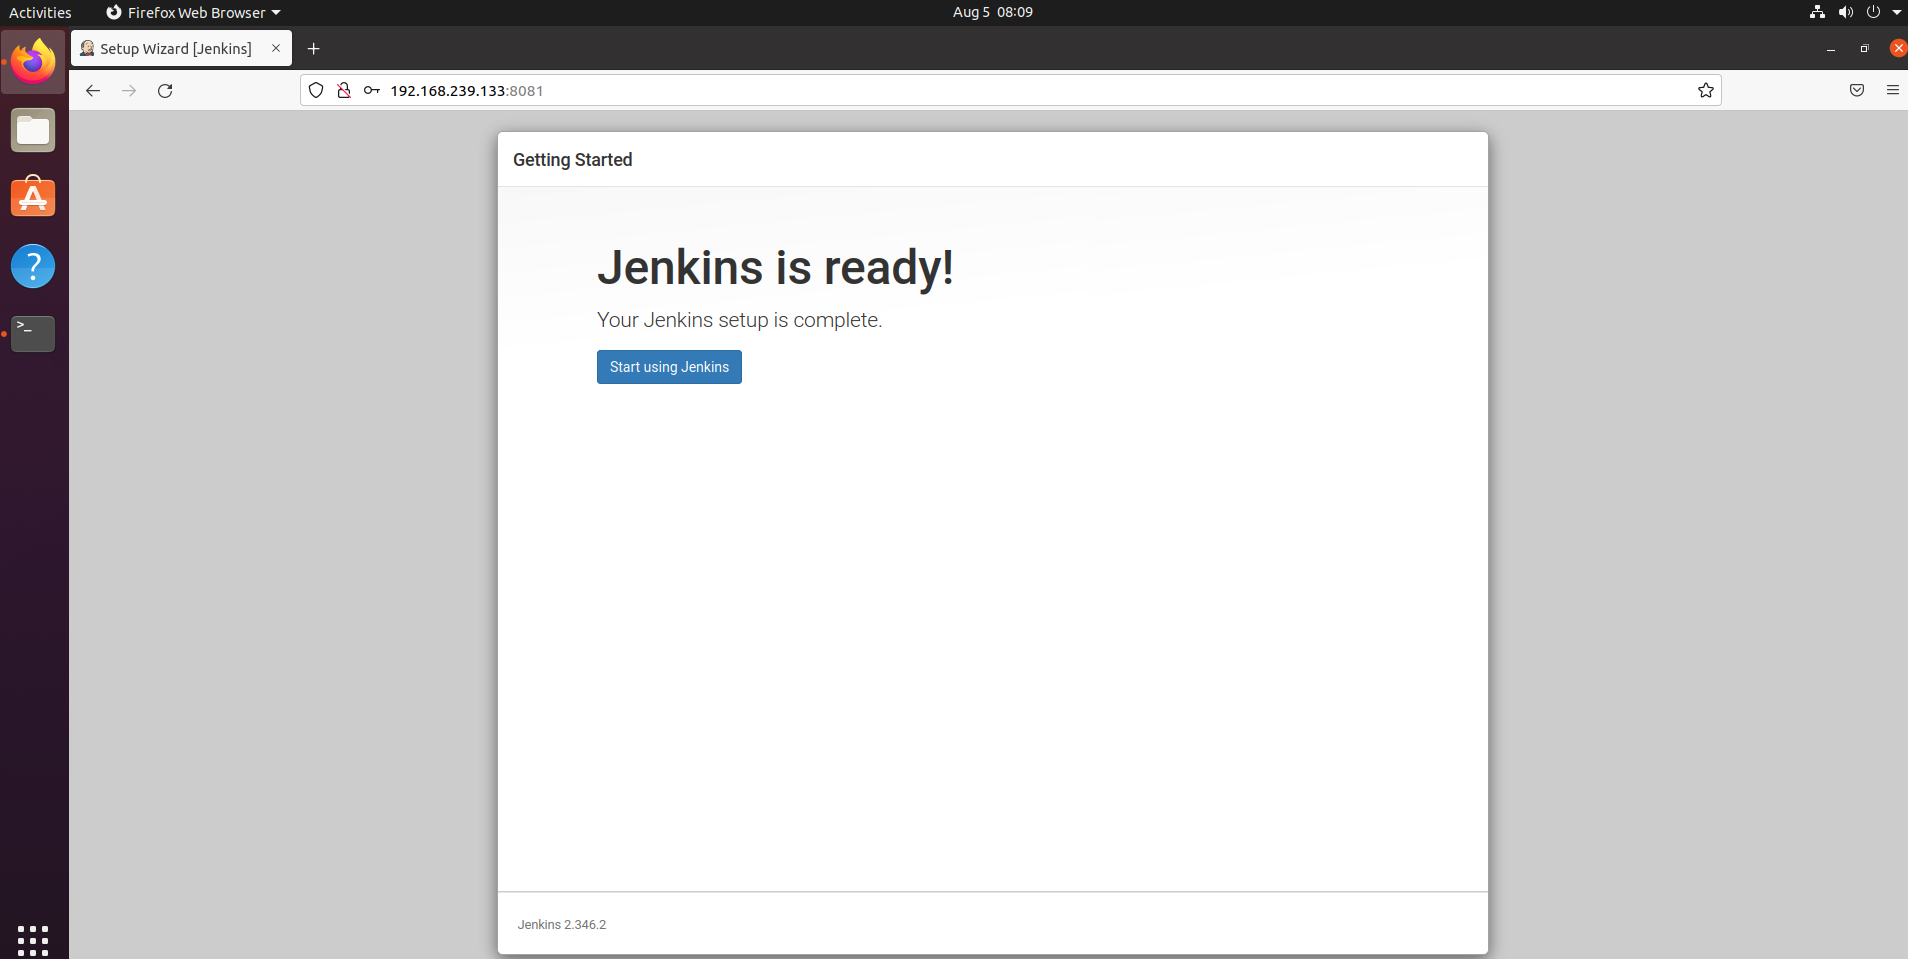 Activities
Firefox Web Browser
Aug 5 08:09
Setup Wizard [Jenkins]
192.168.239.133:8081
Getting Started
Jenkins is ready!
Your Jenkins setup is complete.
Start using Jenkins
Jenkins 2.346.2